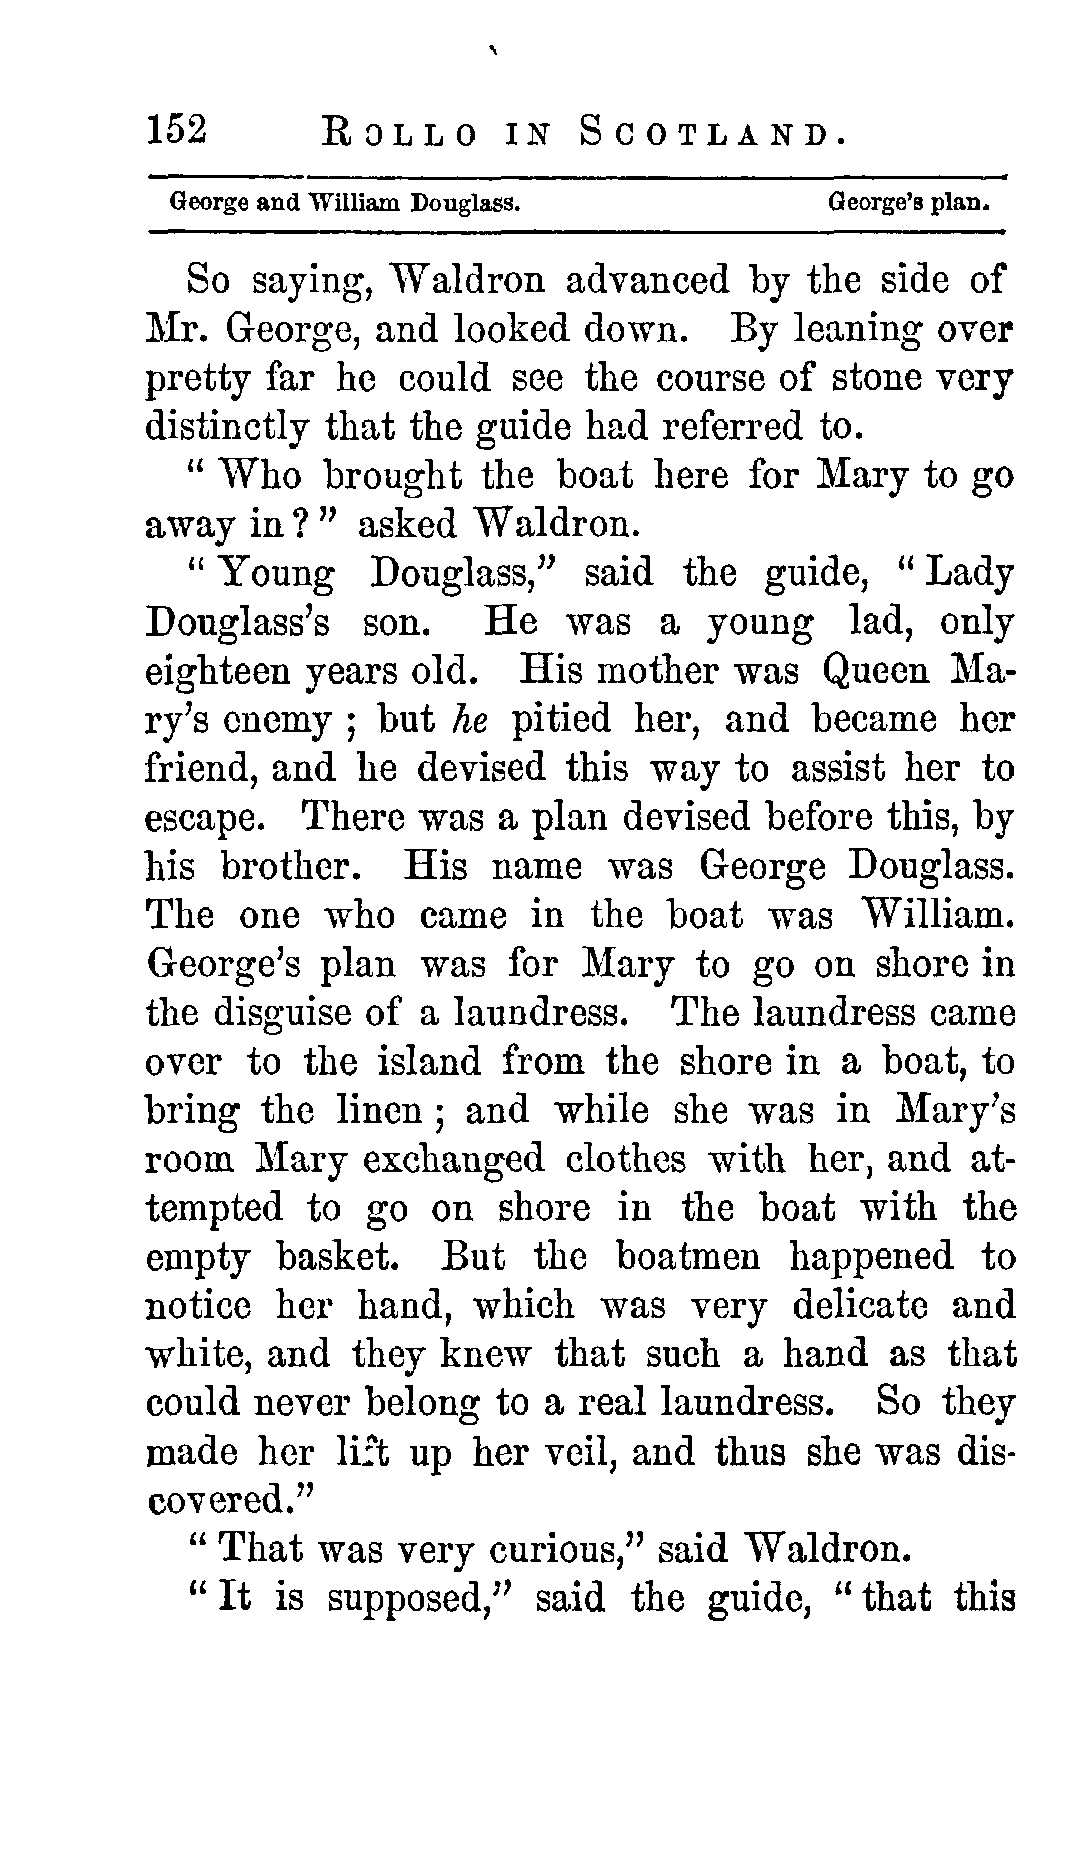 152 ROLLO IN SCOTLAND.
George and William Douglass. George's plan.
So saying, Waldron advanced by the side of
Mr. George, and looked down. By leaning over
pretty far he could see the course of stone very
distinctly that the guide had referred to.
“ Who brought the boat here for Mary to go
away in ? ” asked Waldron.
“ Young Douglass,” said the guide, “ Lady
Douglass's son. He was a young lad, only
eighteen years old. His mother was Queen Ma-
ry's enemy ; but he pitied her, and became her
friend, and he devised this way to assist her to
escape. There was a plan devised before this, by
his brother. His name was George Douglass.
The one who came in the boat was William.
George's plan was for Mary to go on shore in
the disguise of a laundress. The laundress came
over to the island from the shore in a boat, to
bring the linen ; and while she was in Mary's
room Mary exchanged clothes with her, and at-
tempted to go on shore in the boat with the
empty basket. But the boatmen happened to
notice her hand, which was very delicate and
white, and they knew that such a hand as that
could never belong to a real laundress. So they
made her lift up her veil, and thus she was dis-
covered.”
“ That was very curious,” said Waldron.
“ It is supposed,” said the guide, “ that this